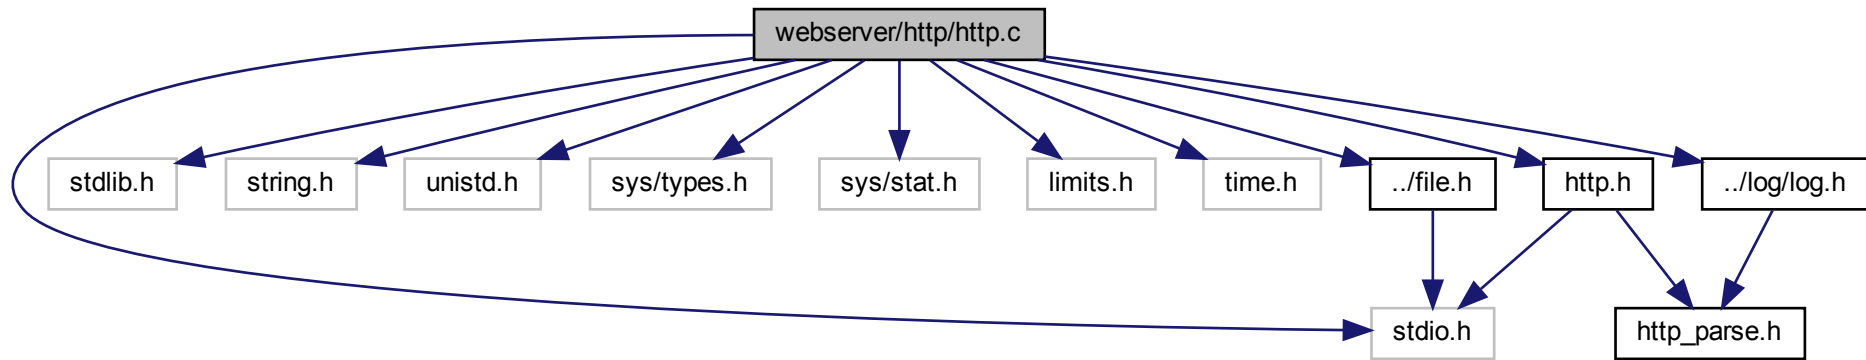 webserver/http/http.c
stdlib.h
string.h
unistd.h
sys/types.h
sys/stat.h
limits.h
time.h
../file.h
http.h
../log/log.h
stdio.h
http_parse.h